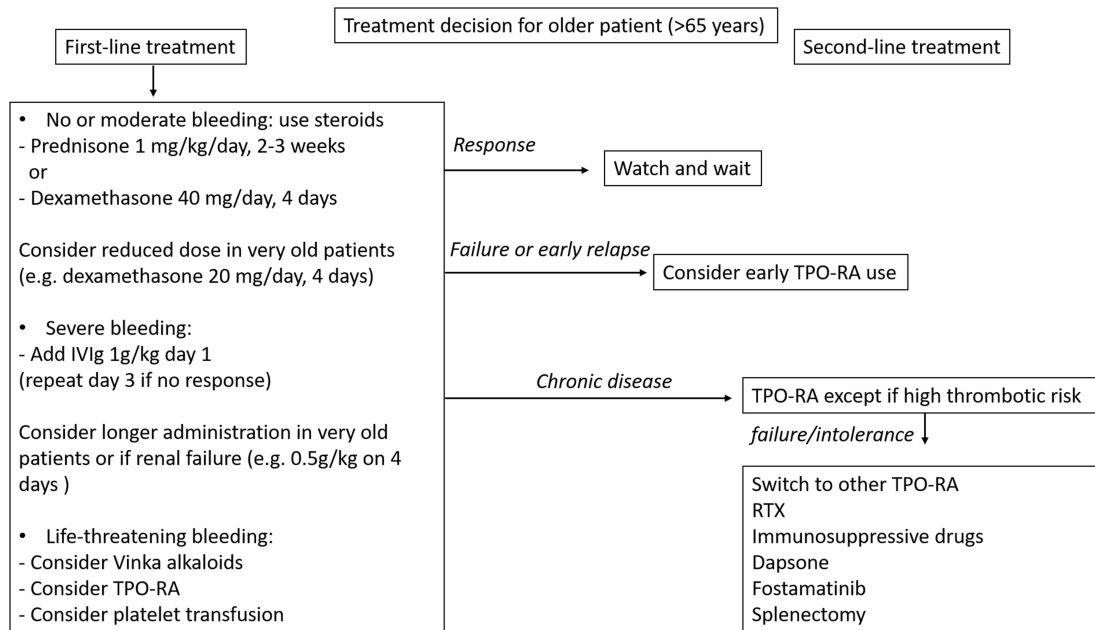 Treatment decision for older patient (>65 years)
First-line treatment
Second-line treatment
• No or moderate bleeding: use steroids
- Prednisone 1 mg/kg/day, 2-3 weeks
or
- Dexamethasone 40 mg/day, 4 days
Consider reduced dose in very old patients
(e.g. dexamethasone 20 mg/day, 4 days)
• Severe bleeding:
- Add IVIg 1g/kg day 1
(repeat day 3 if no response)
Consider longer administration in very old
patients or if renal failure (e.g. 0.5g/kg on 4
days )
• Life-threatening bleeding:
- Consider Vinka alkaloids
- Consider TPO-RA
- Consider platelet transfusion
Response
Watch and wait
Failure or early relapse
Consider early TPO-RA use
Chronic disease
TPO-RA except if high thrombotic risk
failure/intolerance
Switch to other TPO-RA
RTX
Immunosuppressive drugs
Dapsone
Fostamatinib
Splenectomy